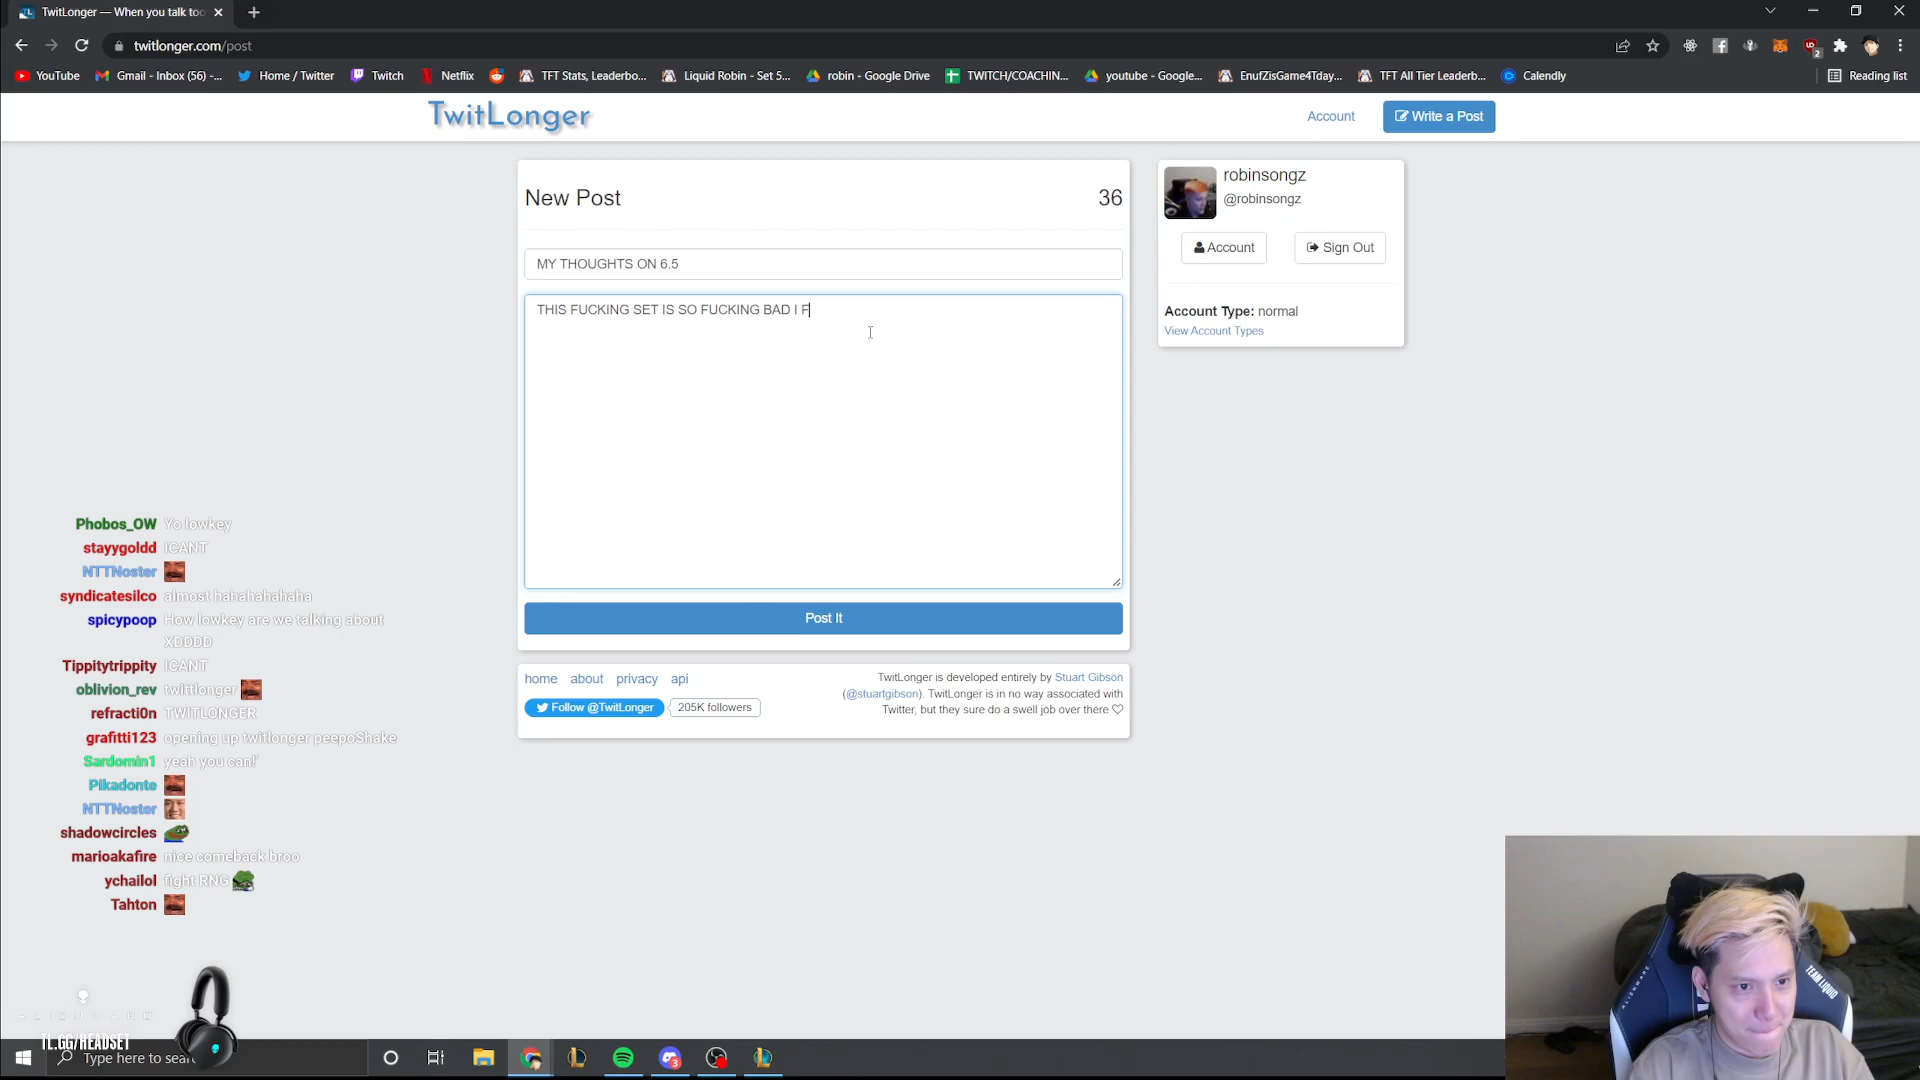 TwitLonger — When you talk too
twitlonger.com/post
YouTube
Gmail - Inbox (56) -...
Home / Twitter
Twitch
Netflix
TFT Stats, Leaderbo...
Liquid Robin - Set 5...
robin - Google Drive
TWITCH/COACHIN...
youtube - Google...
EnufZisGame4Tday...
TFT All Tier Leaderb...
Calendly
Reading list
TwitLonger
Account
Write a Post
New Post
36
MY THOUGHTS ON 6.5
THIS FUCKING SET IS SO FUCKING BAD I F
Post It
robinsongz
@robinsongz
Account
Sign Out
Account Type: normal
View Account Types
home about privacy api
Follow @TwitLonger
205K followers
TwitLonger is developed entirely by Stuart Gibson
(@stuartgibson). TwitLonger is in no way associated with
Twitter, but they sure do a swell job over there
Phobos_OW Yo lowkey
stayygoldd ICANT
NTTNoster
syndicatesilco almost hahahahahaha
spicypoop How lowkey are we talking about
XDDDD
Tippitytrippity ICANT
oblivion_rev twittlonger
refracti0n TWITLONGER
grafitti123 opening up twitlonger peepoShake
Sardomin1 yeah you can!'
Pikadonte
NTTNoster
shadowcircles
marioakafire nice comeback broo
ychailol fight RNG
Tahton
ALIENWARE
TL.GG/HEADSET
Type here to sea
ALIENWARE
TEAM LIQUID